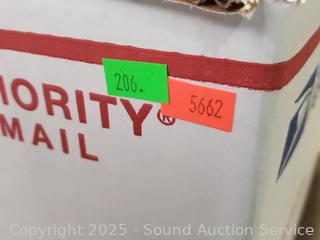 206.
5662
IORITY®
MAIL
Copyright 2025 - Sound Auction Service